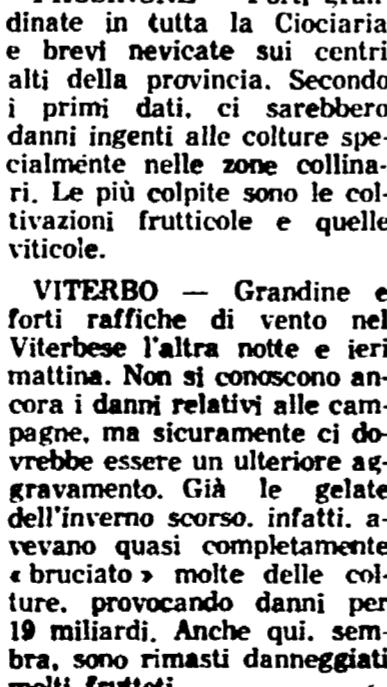 FROSINONE — Forti gran-
dinate in tutta la Ciociaria
e brevi nevicate sui centri
alti della provincia. Secondo
i primi dati, ci sarebbero
danni ingenti alle colture spe-
cialmente nelle zone collina-
ri. Le più colpite sono le col-
tivazioni frutticole e quelle
viticole.
VITERBO — Grandine e
forti raffiche di vento nel
Viterbese l'altra notte e ieri
mattina. Non si conoscono an-
cora i danni relativi alle cam-
pagne, ma sicuramente ci do-
vrebbe essere un ulteriore ag-
gravamento. Già le gelate
dell'inverno scorso. infatti. a-
vevano quasi completamente
« bruciato » molte delle col-
ture. provocando danni per
19 miliardi. Anche qui. sem-
bra, sono rimasti danneggiati
molti frutteti